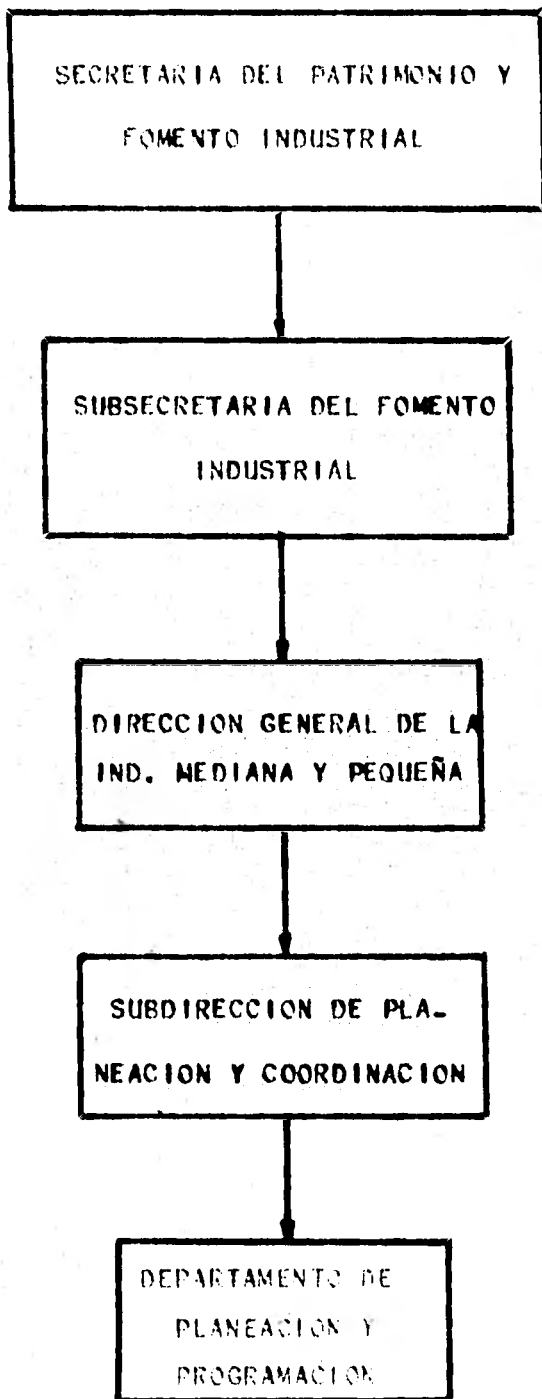 SECRETARIA DEL PATRIMONIO Y
FOMENTO INDUSTRIAL
SUBSECRETARIA DEL FOMENTO
INDUSTRIAL
DIRECCION GENERAL DE LA
IND. MEDIANA Y PEQUEÑA
SUBDIRECCION DE PLA-
NEACION Y COORDINACION
DEPARTAMENTO DE
PLANEACION Y
PROGRAMACION